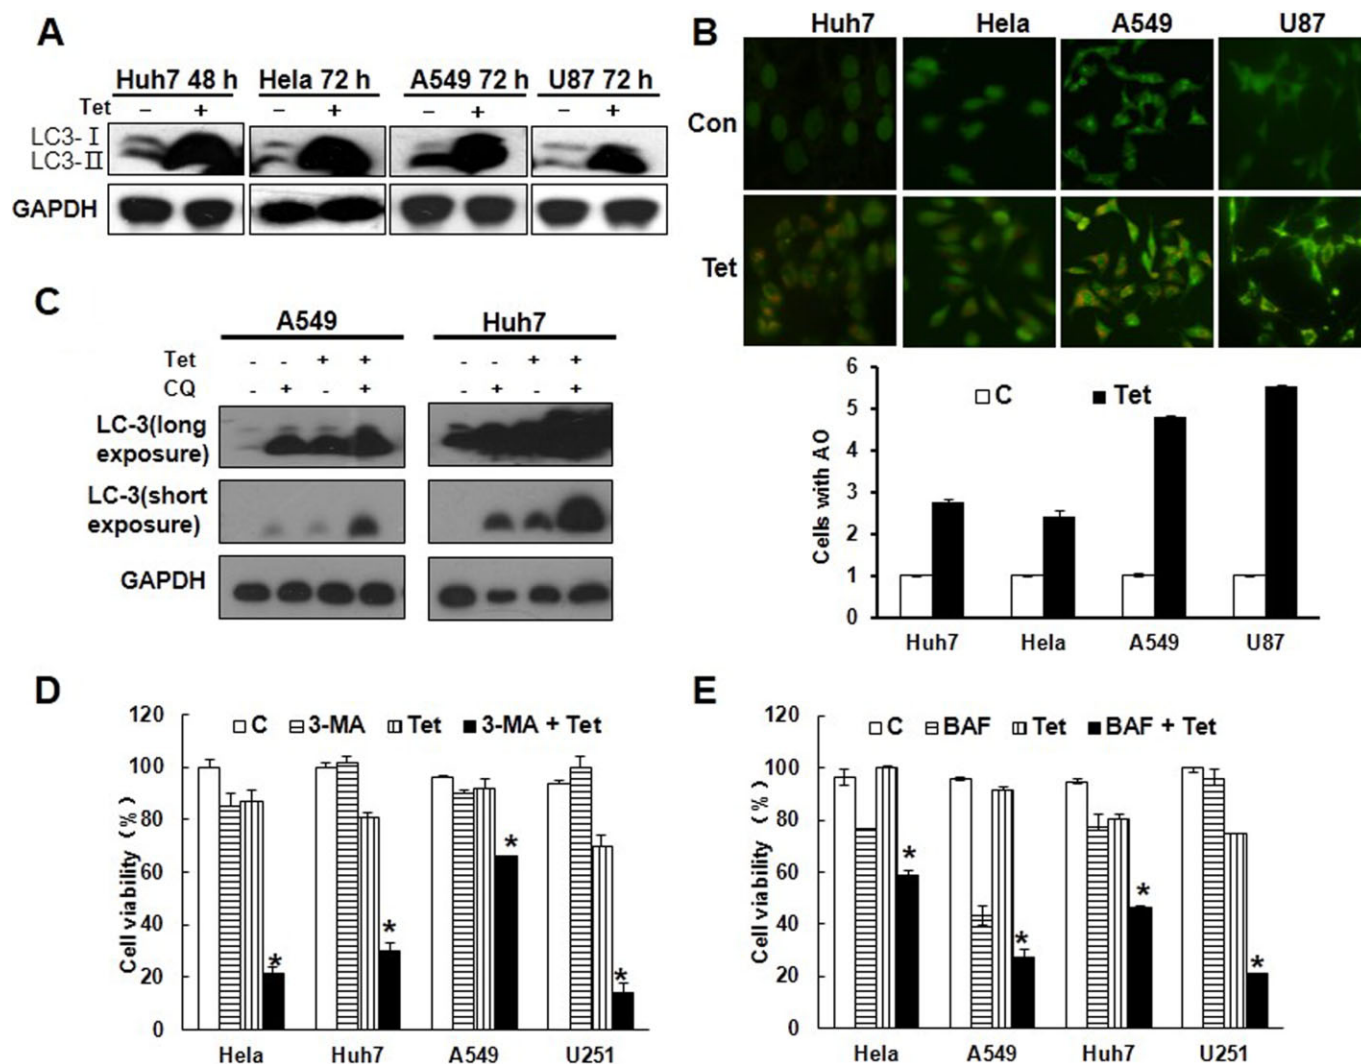 A
Huh7 48 h Hela 72 h A549 72 h U87 72 h
Tet – + – + – + – +
LC3-Ⅰ
LC3-Ⅱ
GAPDH
B
Huh7 Hela A549 U87
Con
Tet
6
5
4
3
2
1
0
Cells with AO
C Tet
Huh7 Hela A549 U87
C
A549 Huh7
Tet - - + + - - + +
CQ - + - + - + - +
LC-3(long
exposure)
LC-3(short
exposure)
GAPDH
D
120
100
80
60
40
20
0
Cell viability (%)
C 3-MA Tet 3-MA + Tet
* * * *
Hela Huh7 A549 U251
E
120
100
80
60
40
20
0
Cell viability (%)
C BAF Tet BAF + Tet
* * * *
Hela A549 Huh7 U251